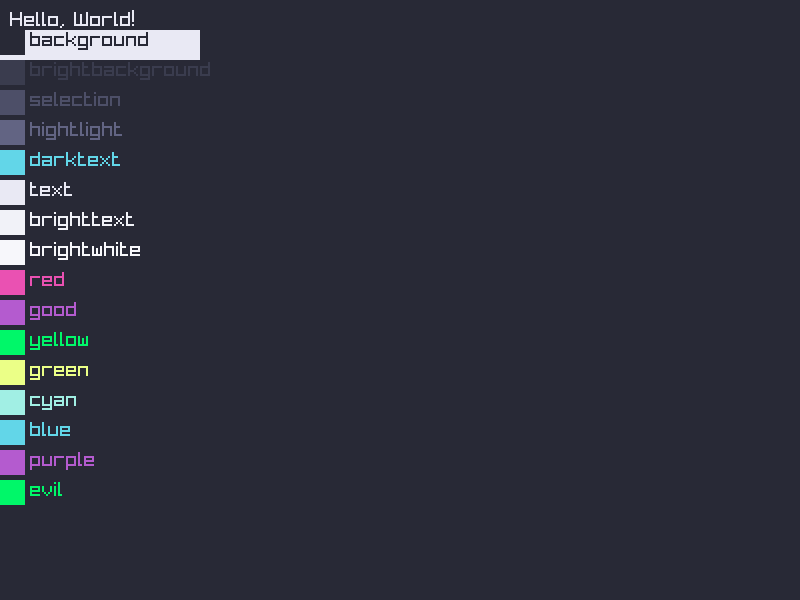 Hello, World!
background
brightbackground
selection
hightlight
darktext
text
brighttext
brightwhite
red
good
yellow
green
cyan
blue
purple
evil